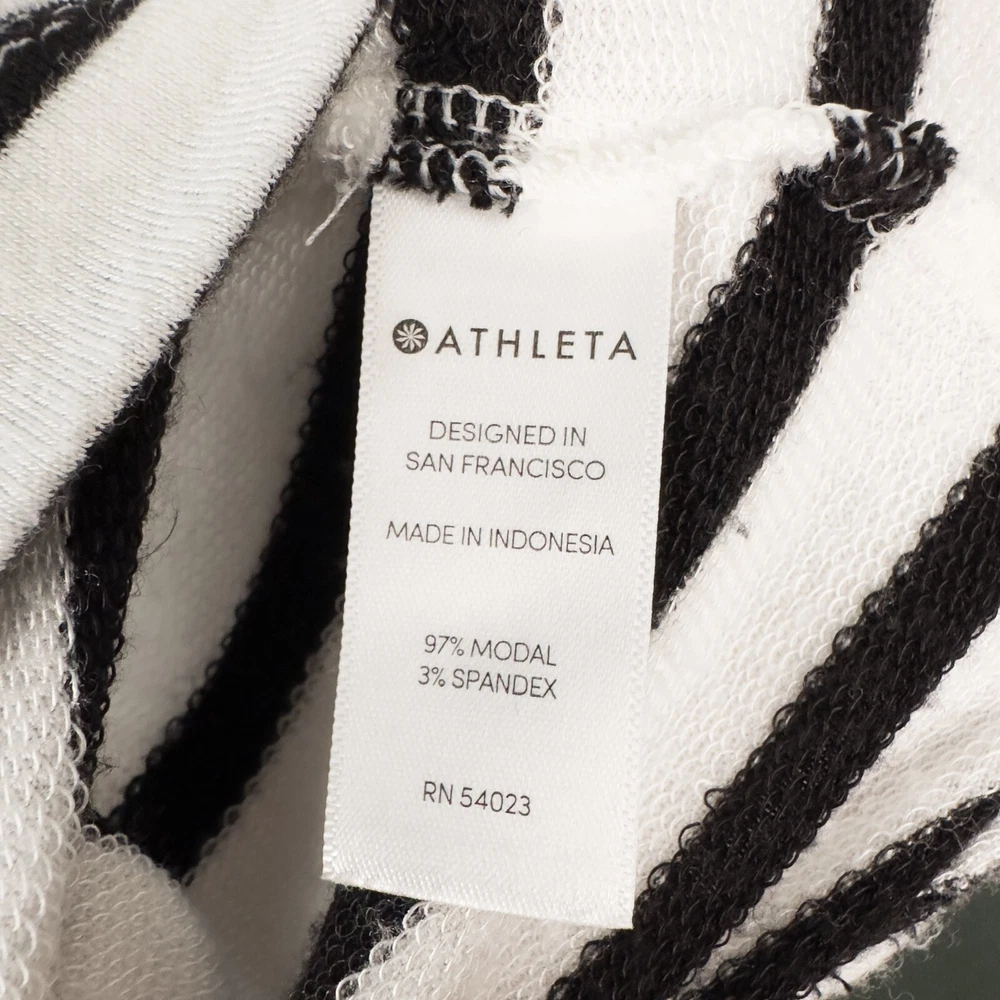 ATHLETA
DESIGNED IN
SAN FRANCISCO
MADE IN INDONESIA
97% MODAL
3% SPANDEX
RN 54023